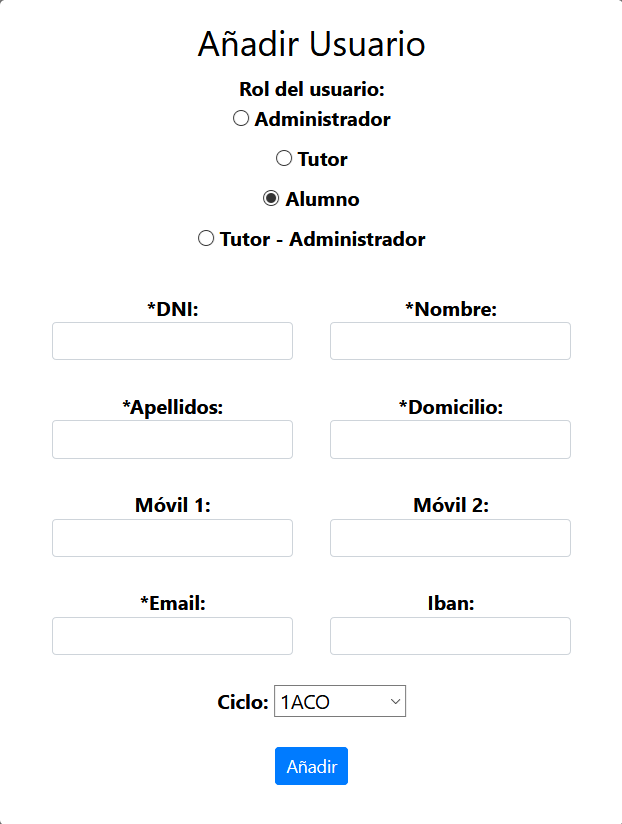 Añadir Usuario
Rol del usuario:
Administrador
Tutor
Alumno
Tutor - Administrador
*DNI:
*Nombre:
*Apellidos:
*Domicilio:
Móvil 1:
Móvil 2:
*Email:
Iban:
Ciclo: 1ACO
Añadir